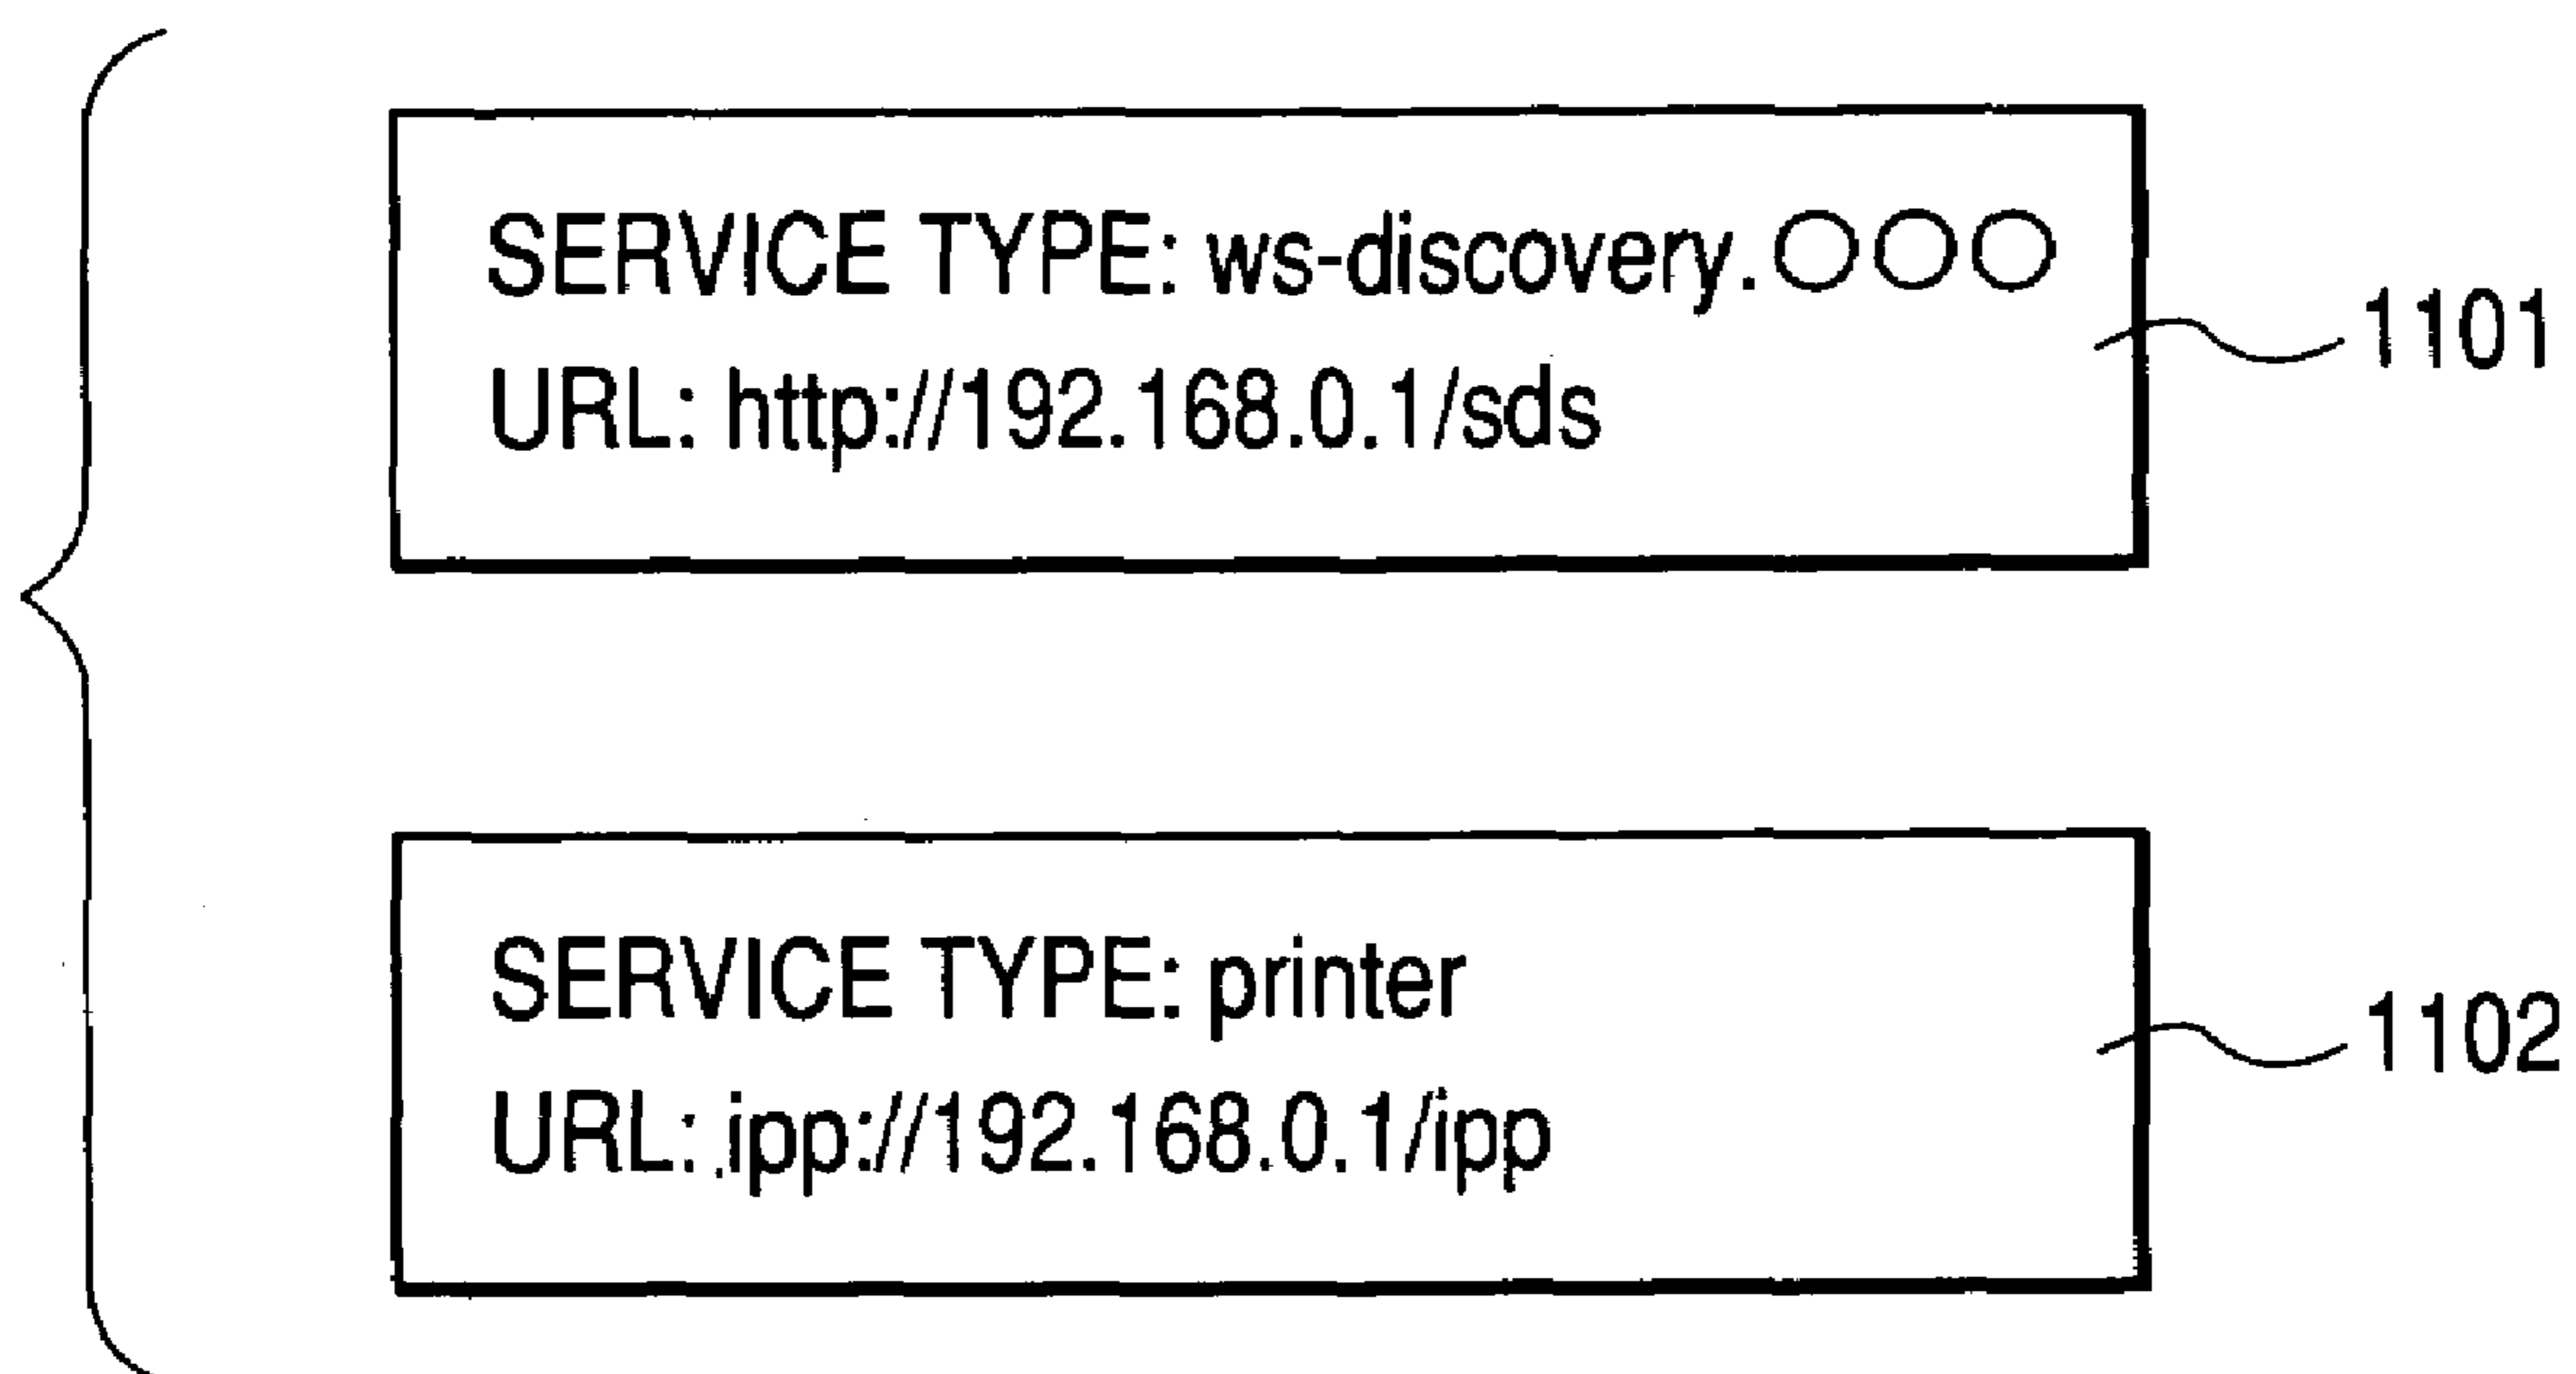 SERVICE TYPE: ws-discovery.○○○
URL: http://192.168.0.1/sds
1101
SERVICE TYPE: printer
URL: ipp://192.168.0.1/ipp
1102